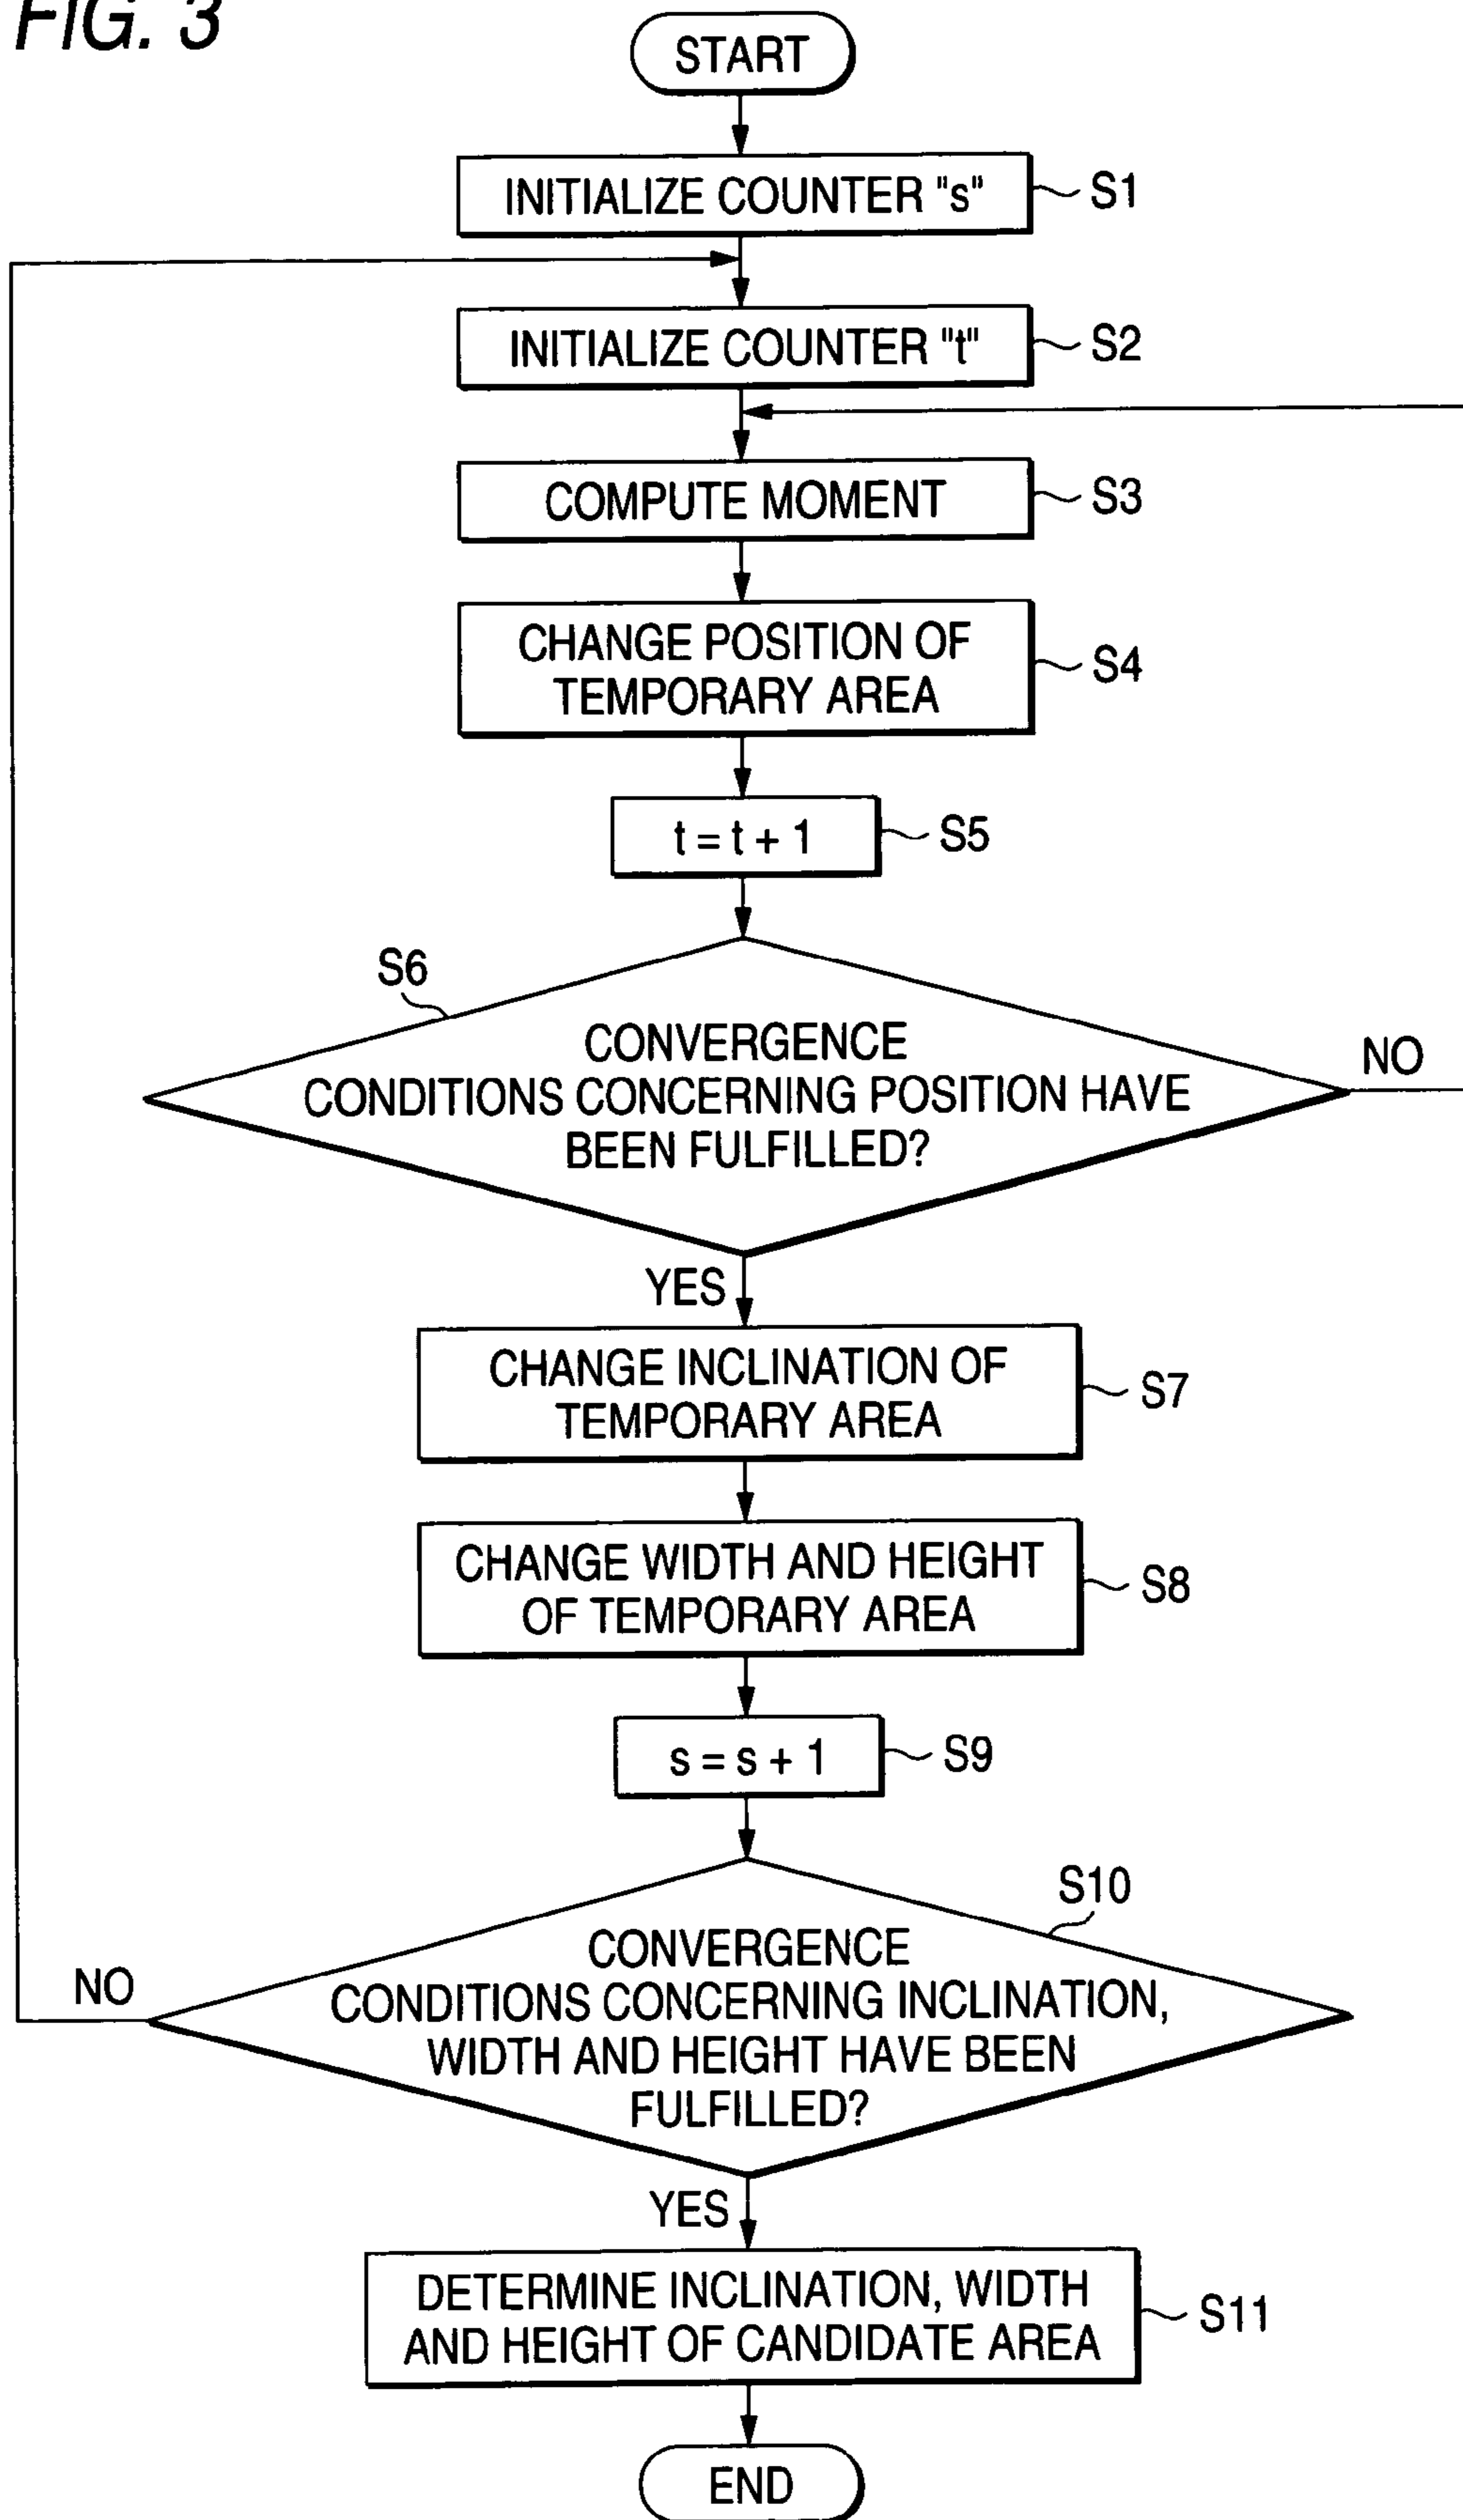 FIG. 3
START
INITIALIZE COUNTER "s"
S1
INITIALIZE COUNTER "t"
S2
COMPUTE MOMENT
S3
CHANGE POSITION OF
TEMPORARY AREA
S4
t = t + 1
S5
S6
CONVERGENCE
CONDITIONS CONCERNING POSITION HAVE
BEEN FULFILLED?
NO
YES
CHANGE INCLINATION OF
TEMPORARY AREA
S7
CHANGE WIDTH AND HEIGHT
OF TEMPORARY AREA
S8
s = s + 1
S9
S10
CONVERGENCE
CONDITIONS CONCERNING INCLINATION,
WIDTH AND HEIGHT HAVE BEEN
FULFILLED?
NO
YES
DETERMINE INCLINATION, WIDTH
AND HEIGHT OF CANDIDATE AREA
S11
END